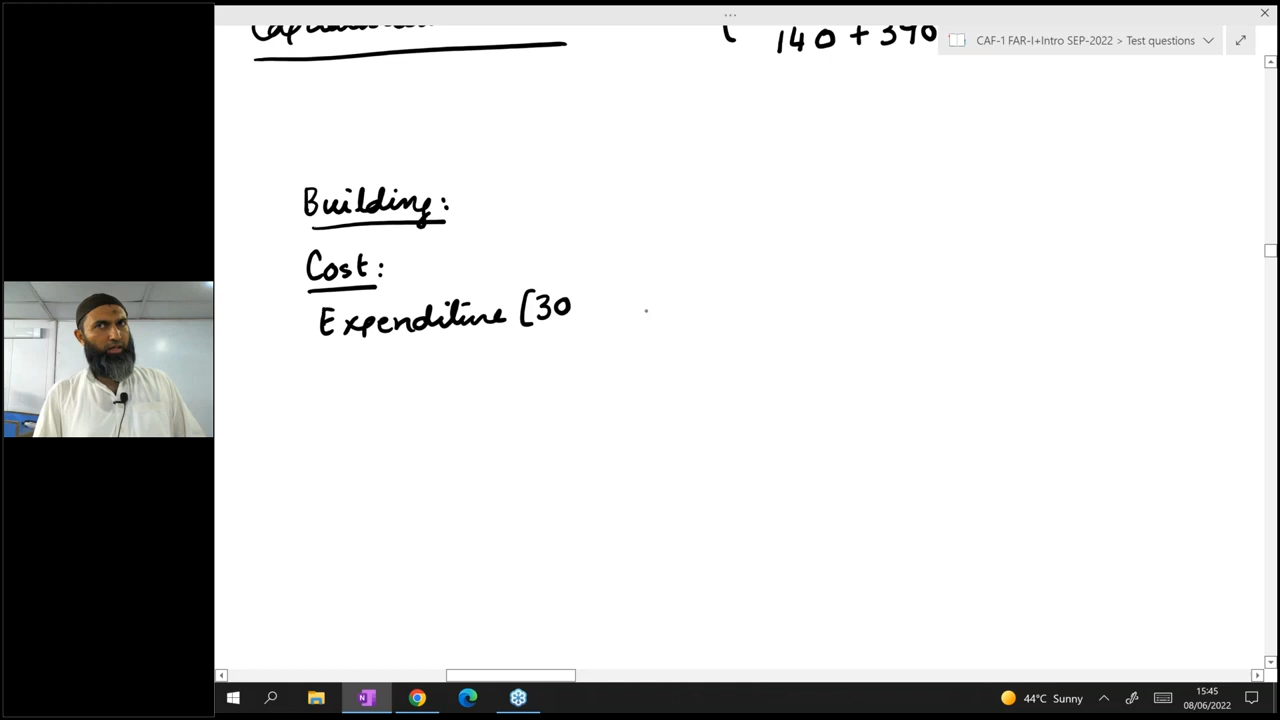 140 + 390
CAF-1 FAR-I+Intro SEP-2022 > Test questions
Building:
Cost:
Expenditure [30
44°C Sunny
15:45
08/06/2022